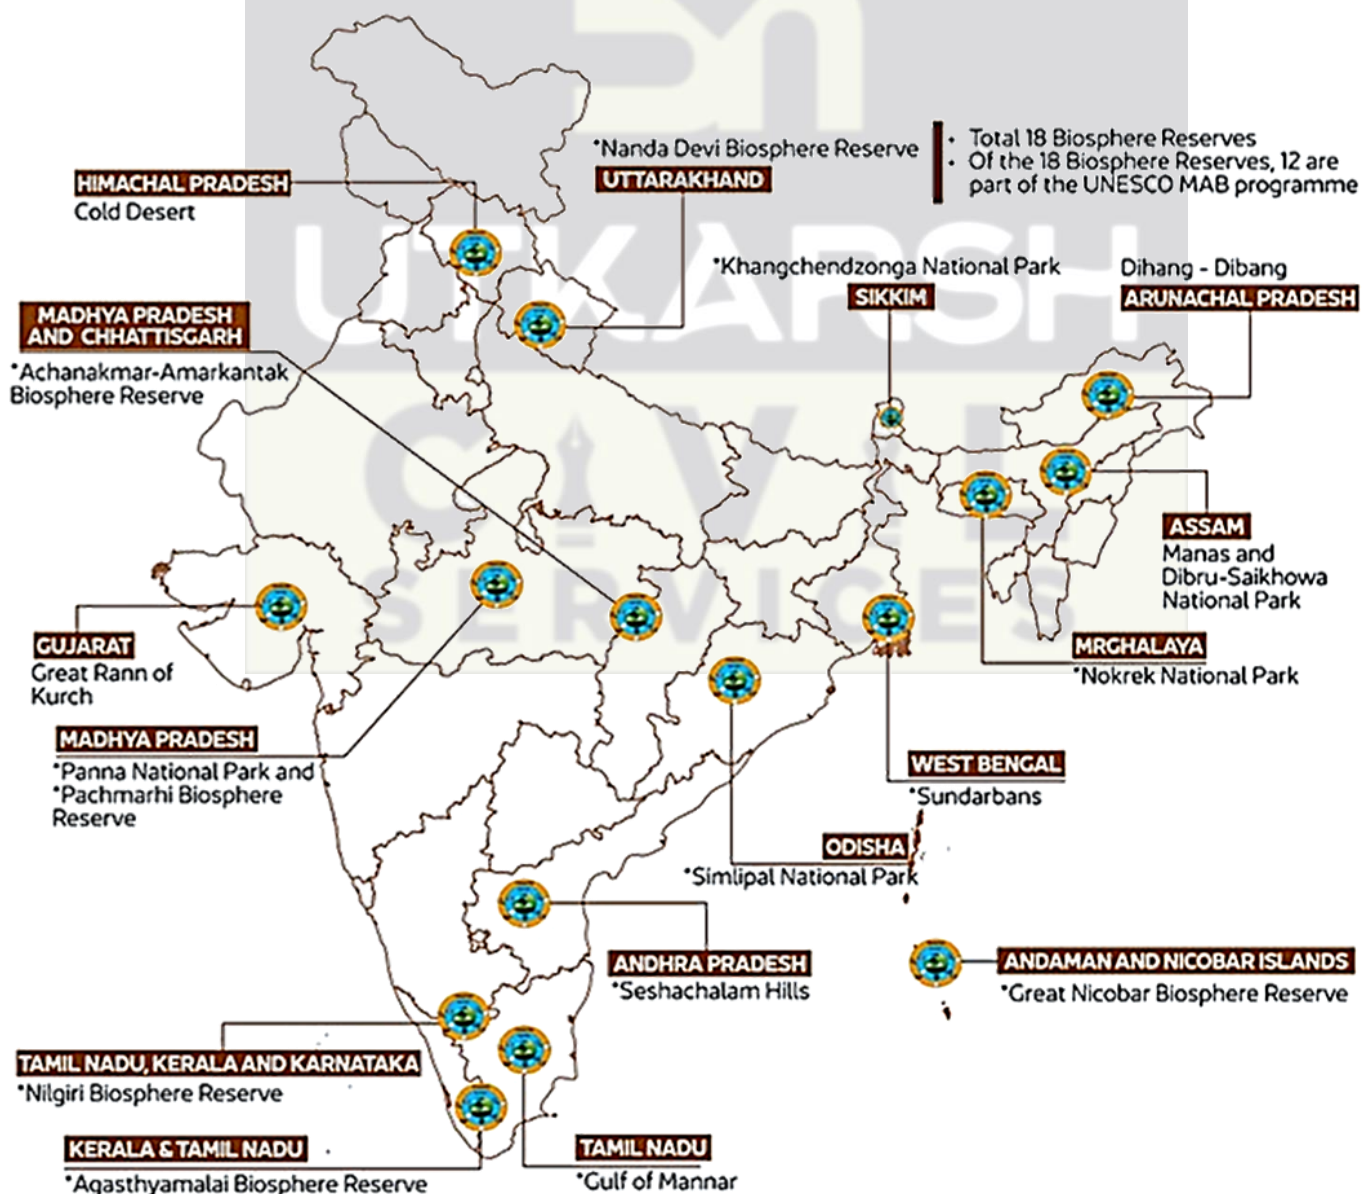 *Nanda Devi Biosphere Reserve
UTTARAKHAND
• Total 18 Biosphere Reserves
• Of the 18 Biosphere Reserves, 12 are
part of the UNESCO MAB programme
HIMACHAL PRADESH
Cold Desert
UTKARSH
CIVIL
SERVICES
*Khangchendzonga National Park
SIKKIM
Dihang - Dibang
ARUNACHAL PRADESH
MADHYA PRADESH
AND CHHATTISGARH
*Achanakmar-Amarkantak
Biosphere Reserve
ASSAM
Manas and
Dibru-Saikhowa
National Park
GUJARAT
Great Rann of
Kurch
MRGHALAYA
*Nokrek National Park
MADHYA PRADESH
*Panna National Park and
*Pachmarhi Biosphere
Reserve
WEST BENGAL
*Sundarbans
ODISHA
*Simlipal National Park
ANDHRA PRADESH
*Seshachalam Hills
ANDAMAN AND NICOBAR ISLANDS
*Great Nicobar Biosphere Reserve
TAMIL NADU, KERALA AND KARNATAKA
*Nilgiri Biosphere Reserve
KERALA & TAMIL NADU
*Agasthyamalai Biosphere Reserve
TAMIL NADU
*Gulf of Mannar